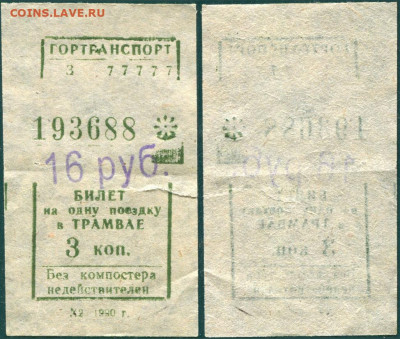 COINS.LAVE.RU
ГОРТРАНСПОРТ
3 77777
193688
16 руб.
БИЛЕТ
на одну поездку
в ТРАМВАЕ
3 коп.
Без компостера
недействителен
1990 г.